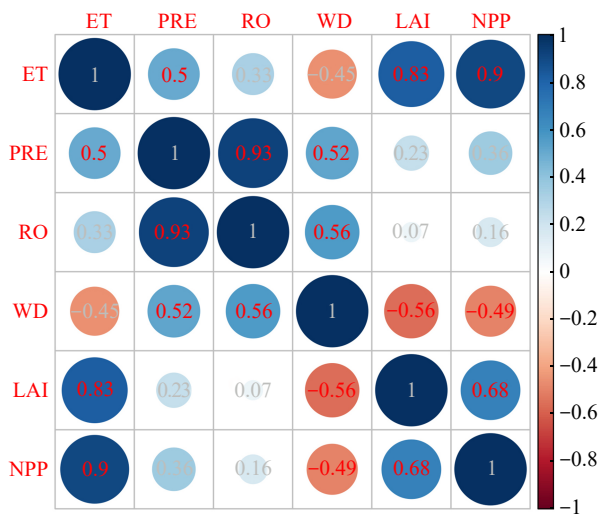 ET PRE RO WD LAI NPP
ET 1 0.5 0.33 −0.45 0.83 0.9
PRE 0.5 1 0.93 0.52 0.23
RO 0.33 0.93 1 0.56 0.07 0.16
WD −0.45 0.52 0.56 1 −0.56 −0.49
LAI 0.83 0.23 0.07 −0.56 1 0.68
NPP 0.9 0.16 −0.49 0.68 1
1
0.8
0.6
0.4
0.2
0
−0.2
−0.4
−0.6
−0.8
−1